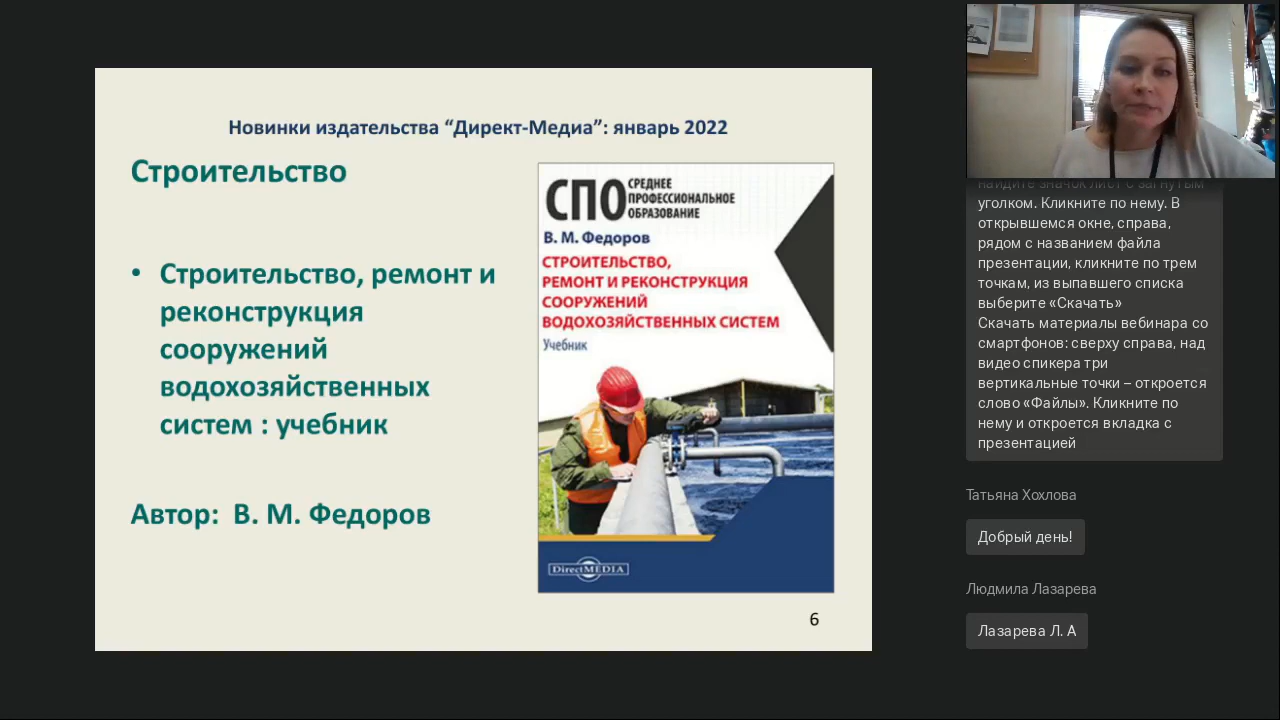 Новинки издательства “Директ-Медиа”: январь 2022
Строительство
• Строительство, ремонт и
реконструкция
сооружений
водохозяйственных
систем : учебник
Автор: В. М. Федоров
СПО СРЕДНЕЕ
ПРОФЕССИОНАЛЬНОЕ
ОБРАЗОВАНИЕ
В. М. Федоров
СТРОИТЕЛЬСТВО,
РЕМОНТ И РЕКОНСТРУКЦИЯ
СООРУЖЕНИЙ
ВОДОХОЗЯЙСТВЕННЫХ СИСТЕМ
Учебник
DirectMEDIA
6
найдите значок лист с загнутым
уголком. Кликните по нему. В
открывшемся окне, справа,
рядом с названием файла
презентации, кликните по трем
точкам, из выпавшего списка
выберите «Скачать»
Скачать материалы вебинара со
смартфонов: сверху справа, над
видео спикера три
вертикальные точки – откроется
слово «Файлы». Кликните по
нему и откроется вкладка с
презентацией
Татьяна Хохлова
Добрый день!
Людмила Лазарева
Лазарева Л. А